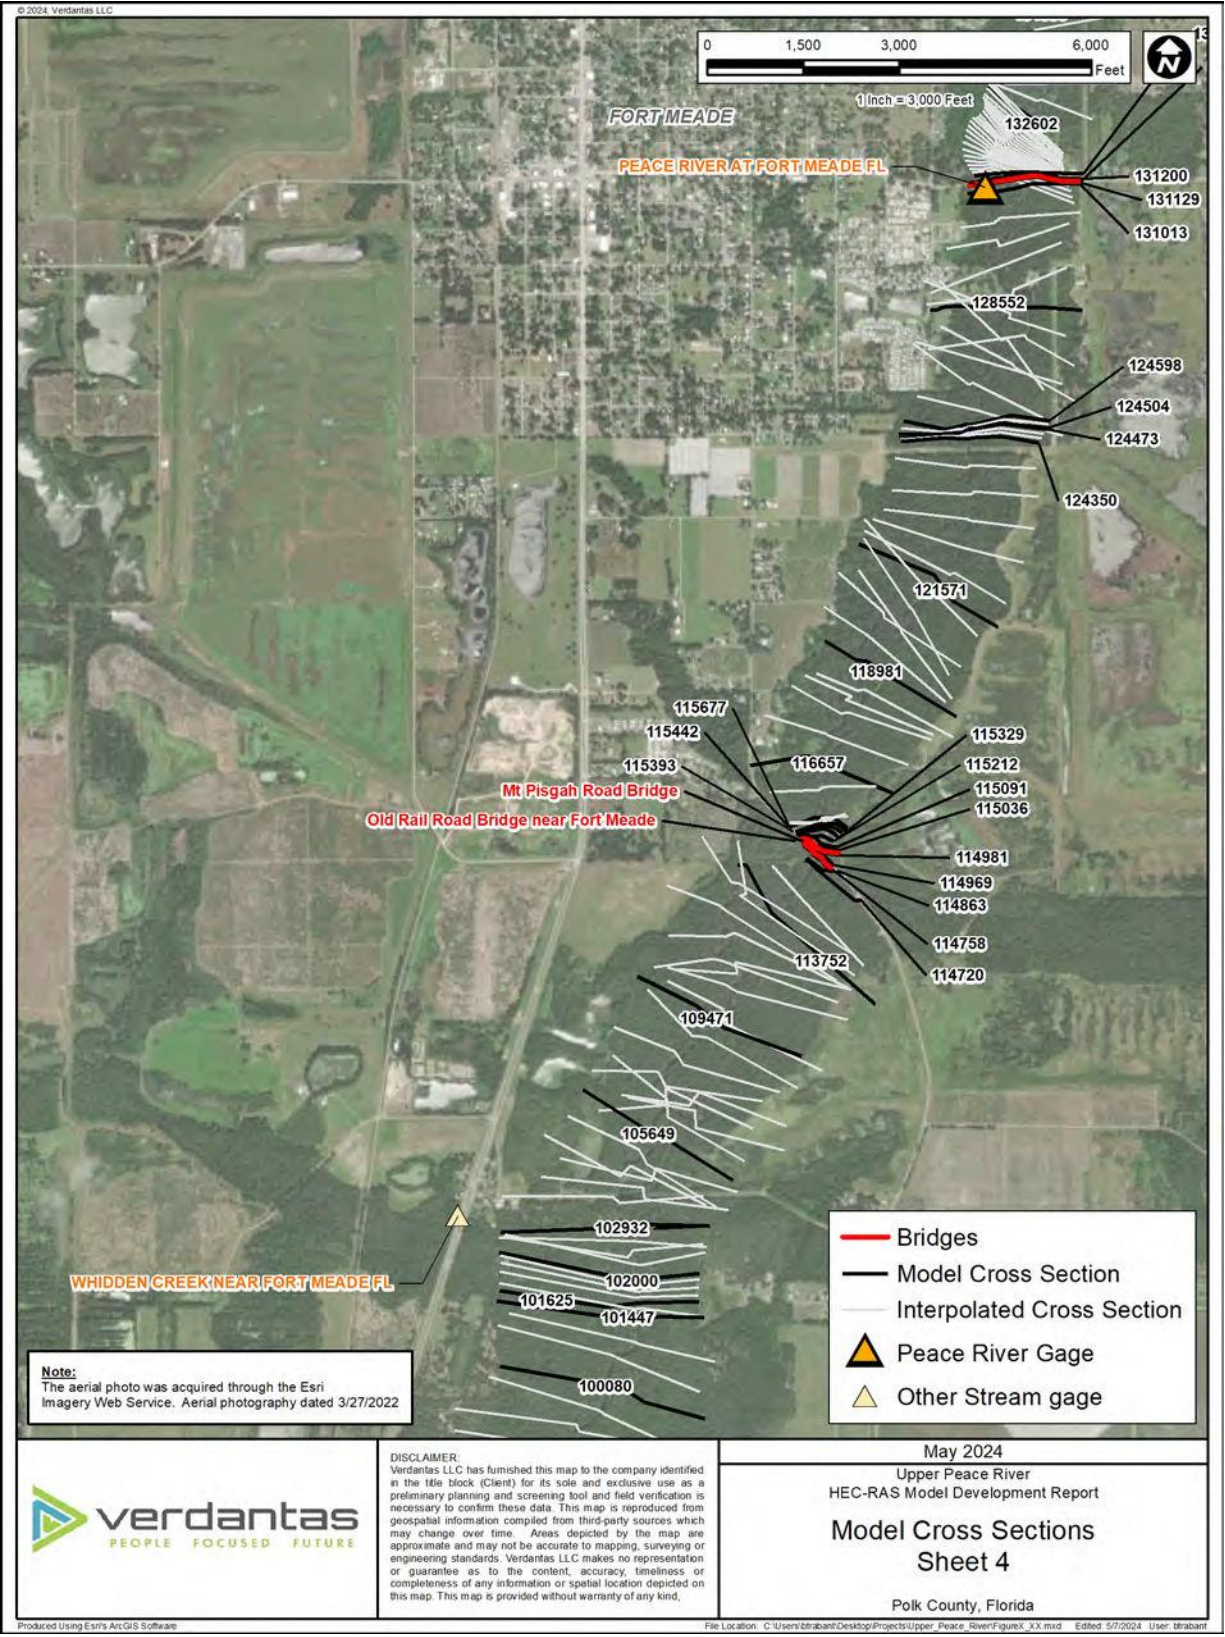 © 2024, Verdantas LLC
0 1,500 3,000 6,000
Feet
N
1 Inch = 3,000 Feet
FORT MEADE
132602
PEACE RIVER AT FORT MEADE FL
131200
131129
131013
128552
124598
124504
124473
124350
121571
118981
115677
115442
115329
116657
115393
115212
Mt Pisgah Road Bridge
115091
115036
Old Rail Road Bridge near Fort Meade
114981
114969
114863
114758
113752
114720
109471
105649
102932
WHIDDEN CREEK NEAR FORT MEADE FL
102000
101625
101447
100080
Bridges
Model Cross Section
Interpolated Cross Section
Peace River Gage
Other Stream gage
Note:
The aerial photo was acquired through the Esri
Imagery Web Service. Aerial photography dated 3/27/2022
verdantas
PEOPLE FOCUSED FUTURE
DISCLAIMER:
Verdantas LLC has furnished this map to the company identified
in the title block (Client) for its sole and exclusive use as a
preliminary planning and screening tool and field verification is
necessary to confirm these data. This map is reproduced from
geospatial information compiled from third-party sources which
may change over time. Areas depicted by the map are
approximate and may not be accurate to mapping, surveying or
engineering standards. Verdantas LLC makes no representation
or guarantee as to the content, accuracy, timeliness or
completeness of any information or spatial location depicted on
this map. This map is provided without warranty of any kind,
May 2024
Upper Peace River
HEC-RAS Model Development Report
Model Cross Sections
Sheet 4
Polk County, Florida
Produced Using Esri's ArcGIS Software
File Location: C:\Users\btrabant\Desktop\Projects\Upper_Peace_River\FigureX_XX.mxd Edited: 5/7/2024 User: btrabant